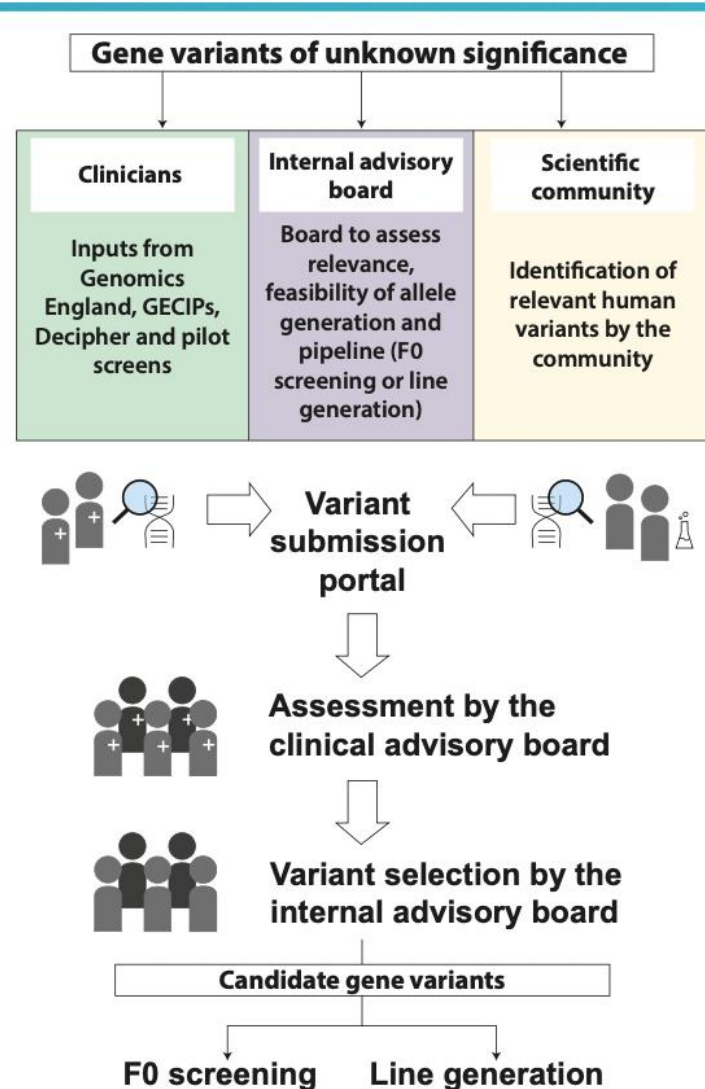 Gene variants of unknown significance
Clinicians
Inputs from
Genomics
England, GECIPs,
Decipher and pilot
screens
Internal advisory
board
Board to assess
relevance,
feasibility of allele
generation and
pipeline (F0
screening or line
generation)
Scientific
community
Identification of
relevant human
variants by the
community
Variant
submission
portal
Assessment by the
clinical advisory board
Variant selection by the
internal advisory board
Candidate gene variants
F0 screening
Line generation